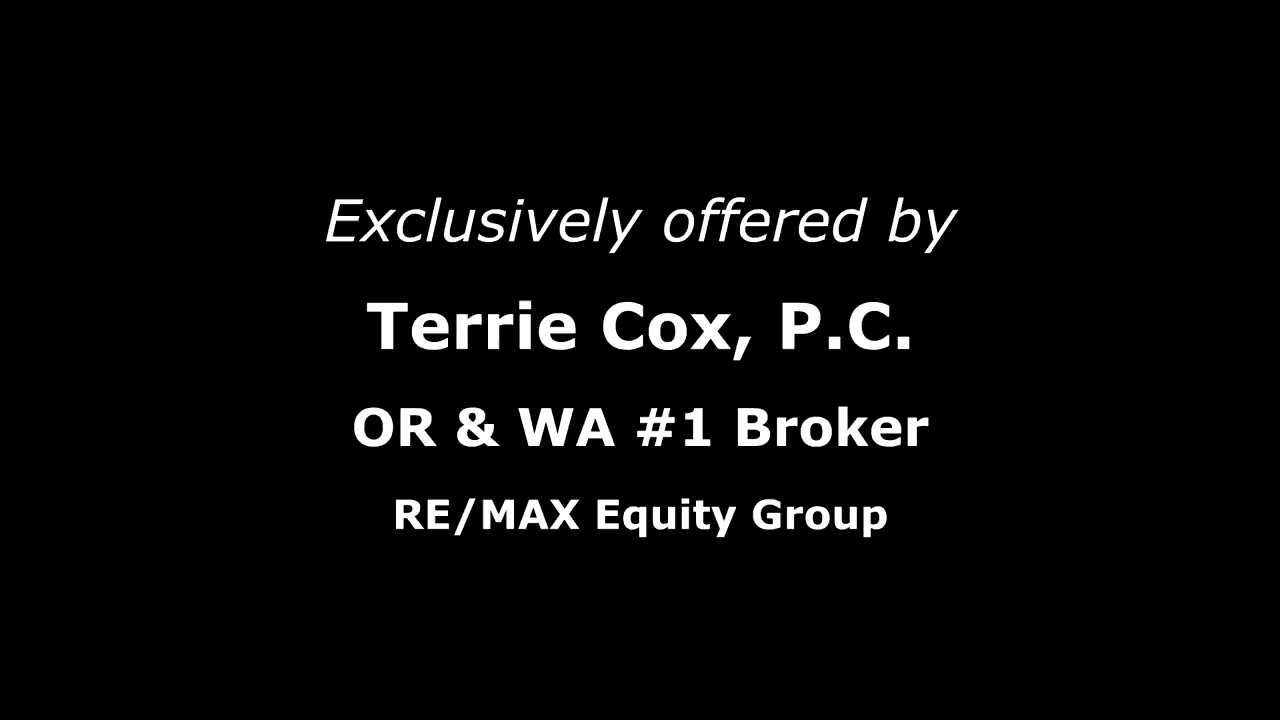 Exclusively offered by
Terrie Cox, P.C.
OR & WA #1 Broker
RE/MAX Equity Group